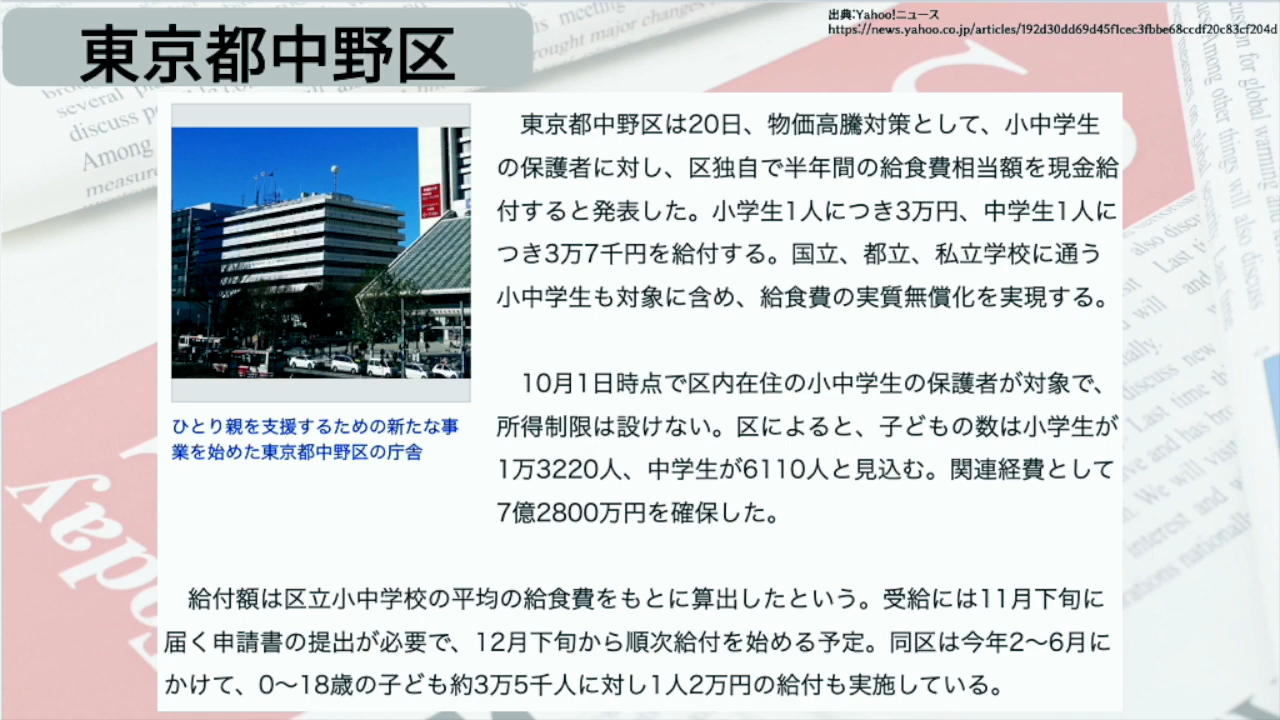 東京都中野区
出典:Yahoo!ニュース
https://news.yahoo.co.jp/articles/192d30dd69d45f1cec3fbbe68ccdf20c83cf204d
東京都中野区は20日、物価高騰対策として、小中学生
の保護者に対し、区独自で半年間の給食費相当額を現金給
付すると発表した。小学生1人につき3万円、中学生1人に
つき3万7千円を給付する。国立、都立、私立学校に通う
小中学生も対象に含め、給食費の実質無償化を実現する。
10月1日時点で区内在住の小中学生の保護者が対象で、
所得制限は設けない。区によると、子どもの数は小学生が
1万3220人、中学生が6110人と見込む。関連経費として
7億2800万円を確保した。
ひとり親を支援するための新たな事
業を始めた東京都中野区の庁舎
給付額は区立小中学校の平均の給食費をもとに算出したという。受給には11月下旬に
届く申請書の提出が必要で、12月下旬から順次給付を始める予定。同区は今年2〜6月に
かけて、0〜18歳の子ども約3万5千人に対し1人2万円の給付も実施している。